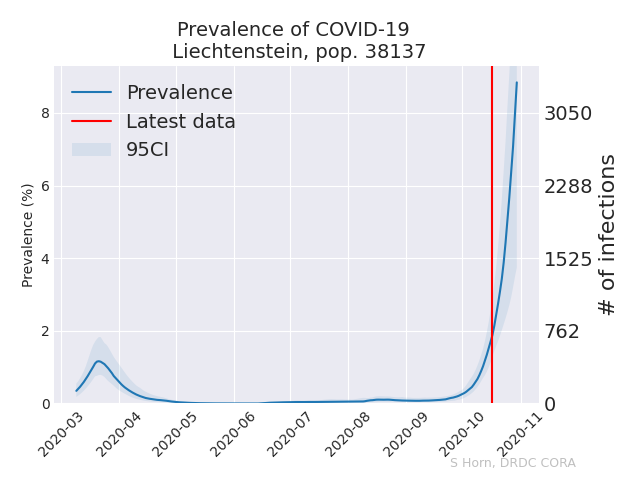 Prevalence of COVID-19
Liechtenstein, pop. 38137
Prevalence
Latest data
95CI
Prevalence (%)
8
6
4
2
0
3050
2288
1525
762
0
# of infections
2020-03
2020-04
2020-05
2020-06
2020-07
2020-08
2020-09
2020-10
2020-11
S Horn, DRDC CORA